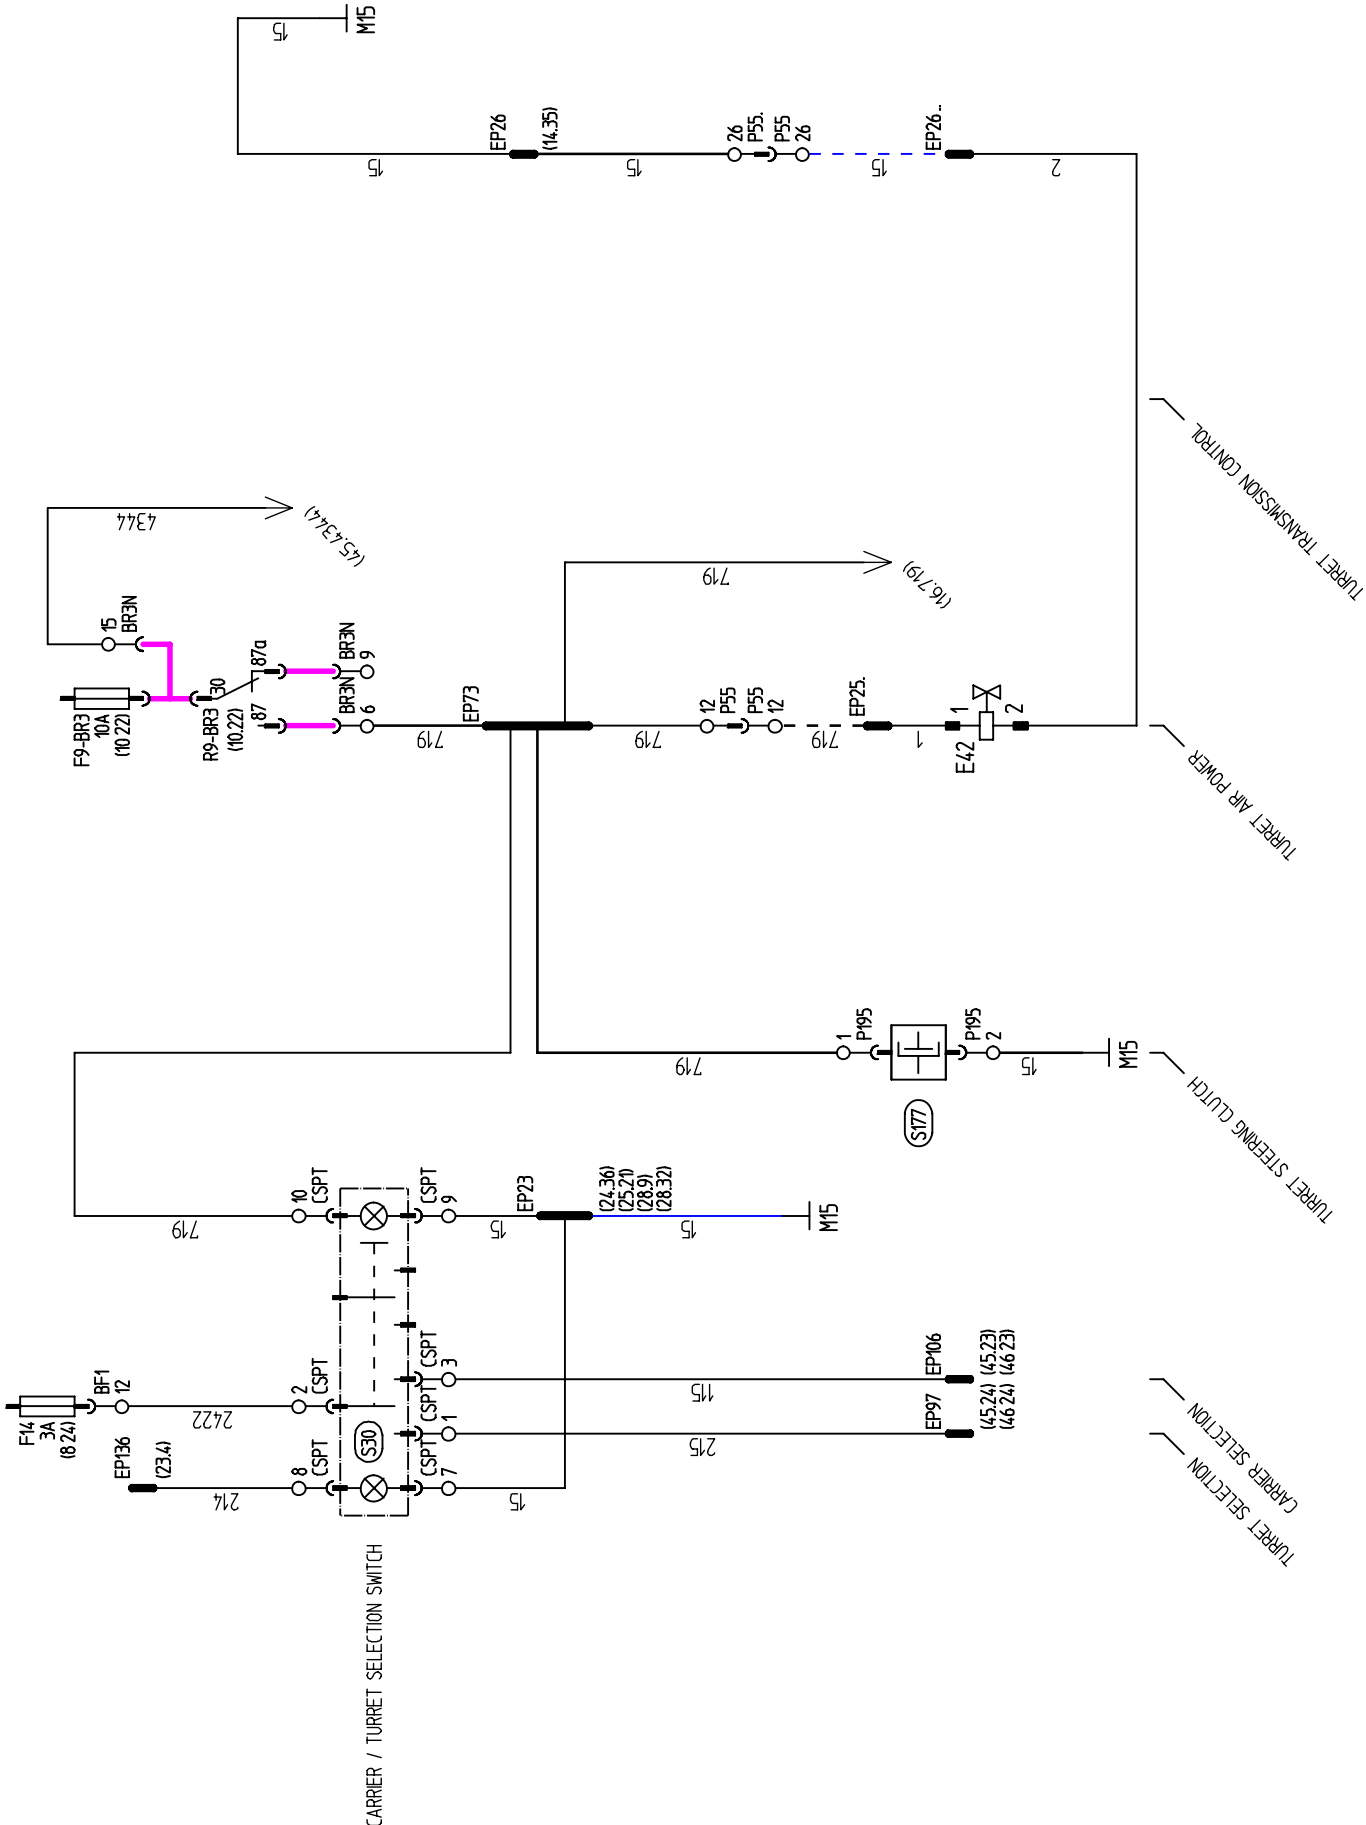 15
M15
15
EP26
(14.35)
15
26
P55.
P55
26
15
EP26..
2
4344
(45.4344)
15
BR3N
F9-BR3
10A
(10 22)
30
R9-BR3
(10.22)
87
87a
BR3N
6
BR3N
9
719
EP73
719
(16.719)
719
12
P55
P55
12
719
EP25.
1
1
E42
2
TURRET TRANSMISSION CONTROL
TURRET AIR POWER
719
1
P195
S177
P195
2
15
M15
TURRET STEERING CLUTCH
719
10
CSPT
CSPT
9
15
EP23
(24.36)
(25.21)
(28.9)
(28.32)
15
M15
F14
3A
(8 24)
BF1
12
2422
2
CSPT
EP136
(23.4)
214
8
CSPT
S30
CSPT
3
115
EP106
(45.23)
(46 23)
CSPT
1
215
EP97
(45.24)
(46 24)
CSPT
7
15
CARRIER SELECTION
TURRET SELECTION
CARRIER / TURRET SELECTION SWITCH